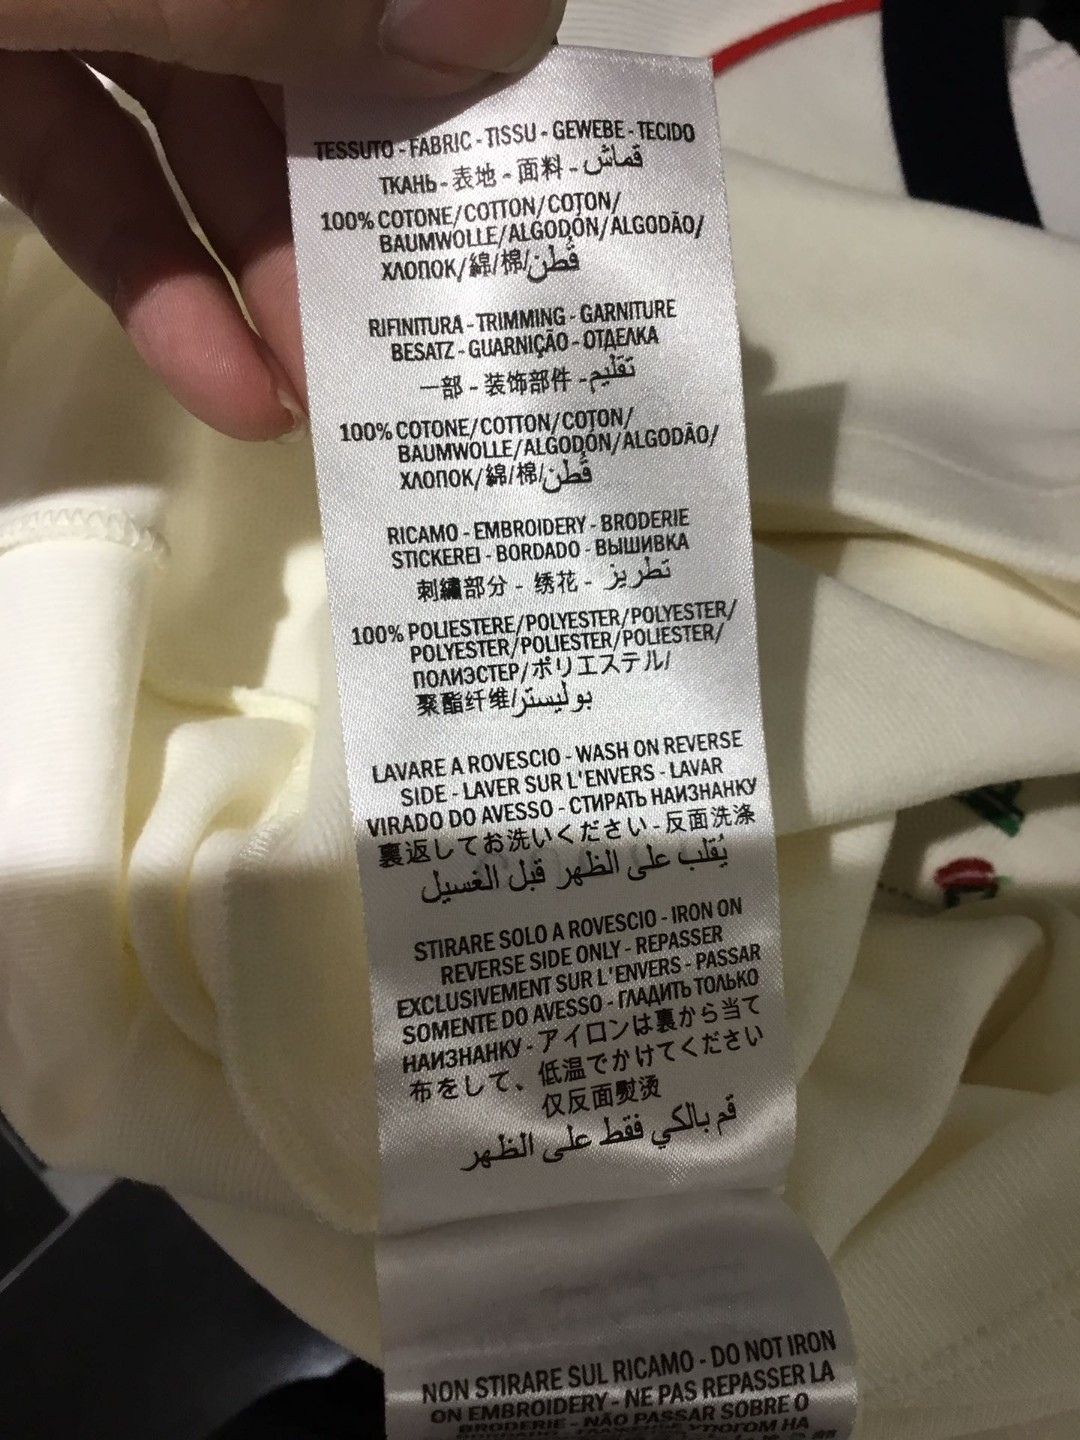 TESSUTO - FABRIC - TISSU - GEWEBE - TECIDO
ТКАНЬ - 表地 - 面料 - قماش
100% COTONE/COTTON/COTON/
BAUMWOLLE/ALGODÓN/ALGODÃO/
ХЛОПОК/綿/棉/قُطن
RIFINITURA - TRIMMING - GARNITURE
BESATZ - GUARNIÇÃO - ОТДЕЛКА
一部 - 装饰部件 - تقليم
100% COTONE/COTTON/COTON/
BAUMWOLLE/ALGODÓN/ALGODÃO/
ХЛОПОК/綿/棉/قُطن
RICAMO - EMBROIDERY - BRODERIE
STICKEREI - BORDADO - ВЫШИВКА
刺繍部分 - 绣花 - تطريز
100% POLIESTERE/POLYESTER/POLYESTER/
POLYESTER/POLIESTER/POLIESTER/
ПОЛИЭСТЕР/ポリエステル/
聚酯纤维/بوليستر
LAVARE A ROVESCIO - WASH ON REVERSE
SIDE - LAVER SUR L'ENVERS - LAVAR
VIRADO DO AVESSO - СТИРАТЬ НАИЗНАНКУ
裏返してお洗いください - 反面洗涤
يُقلب على الظهر قبل الغسيل
STIRARE SOLO A ROVESCIO - IRON ON
REVERSE SIDE ONLY - REPASSER
EXCLUSIVEMENT SUR L'ENVERS - PASSAR
SOMENTE DO AVESSO - ГЛАДИТЬ ТОЛЬКО
НАИЗНАНКУ - アイロンは裏から当て
布をして、低温でかけてください
仅反面熨烫
قم بالكي فقط على الظهر
NON STIRARE SUL RICAMO - DO NOT IRON
ON EMBROIDERY - NE PAS REPASSER LA
BRODERIE - NÃO PASSAR SOBRE O